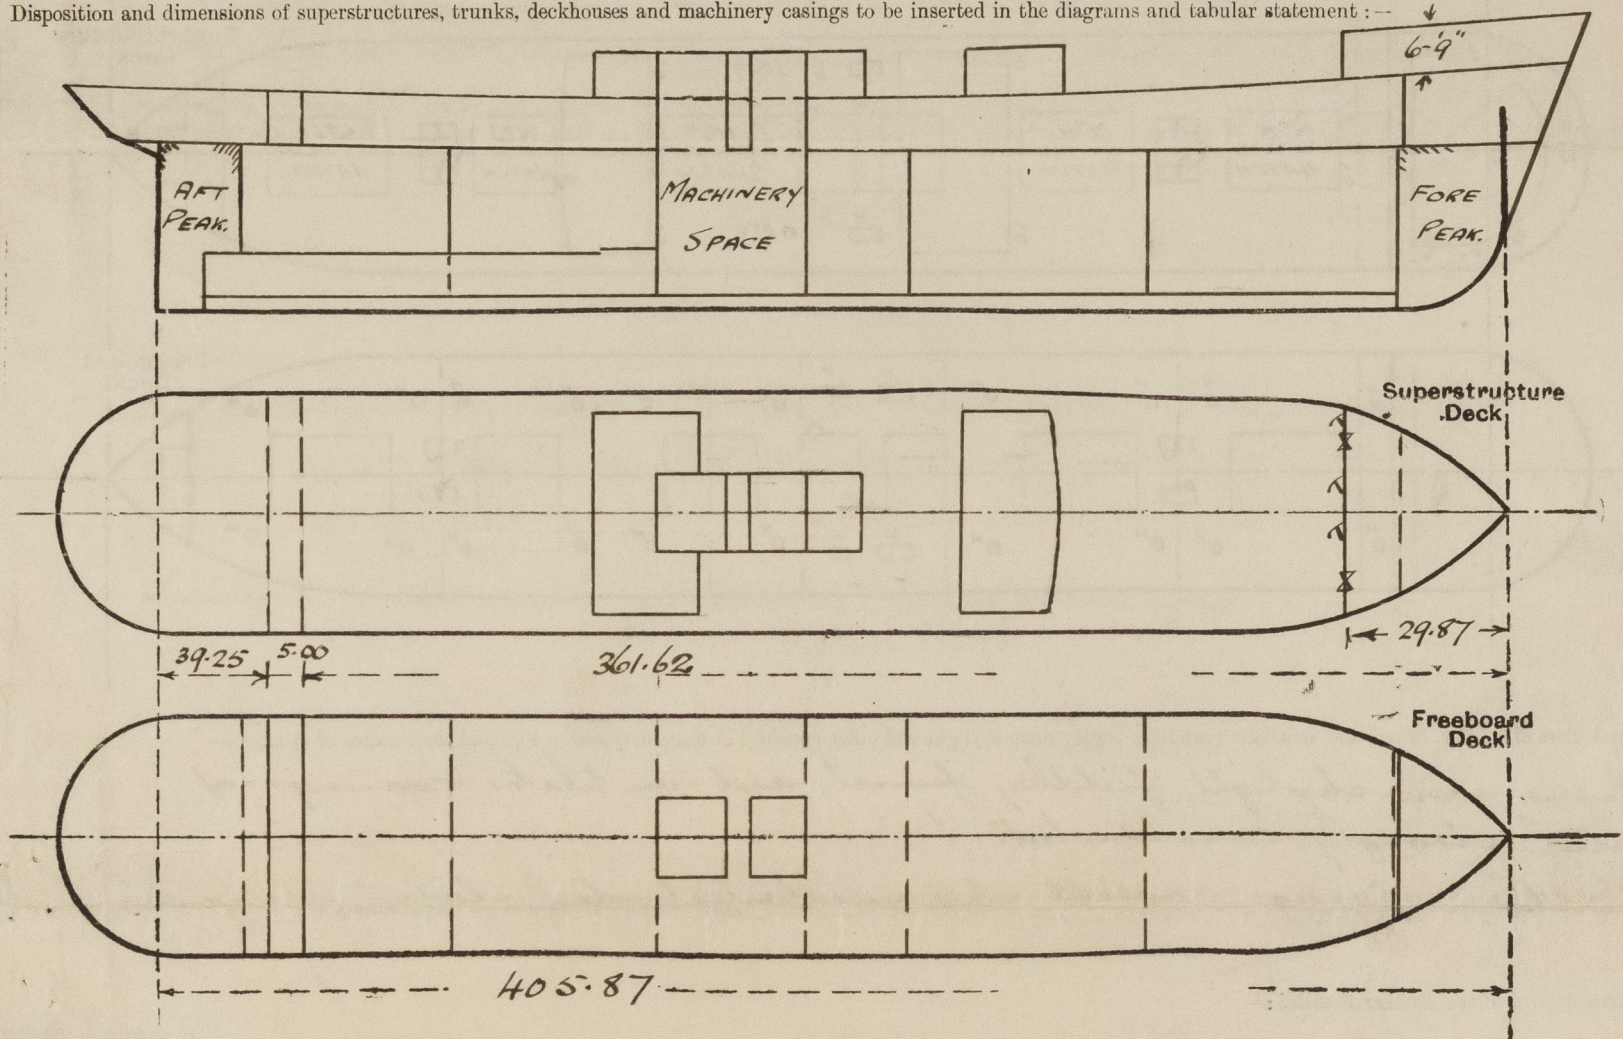 Disposition and dimensions of superstructures, trunks, deckhouses and machinery casings to be inserted in the diagrams and tabular statement :—
6-9"
AFT
PEAK.
MACHINERY
SPACE
FORE
PEAK.
Superstructure
Deck
29.87
39.25
5.00
361.62
Freeboard
Deck
405.87